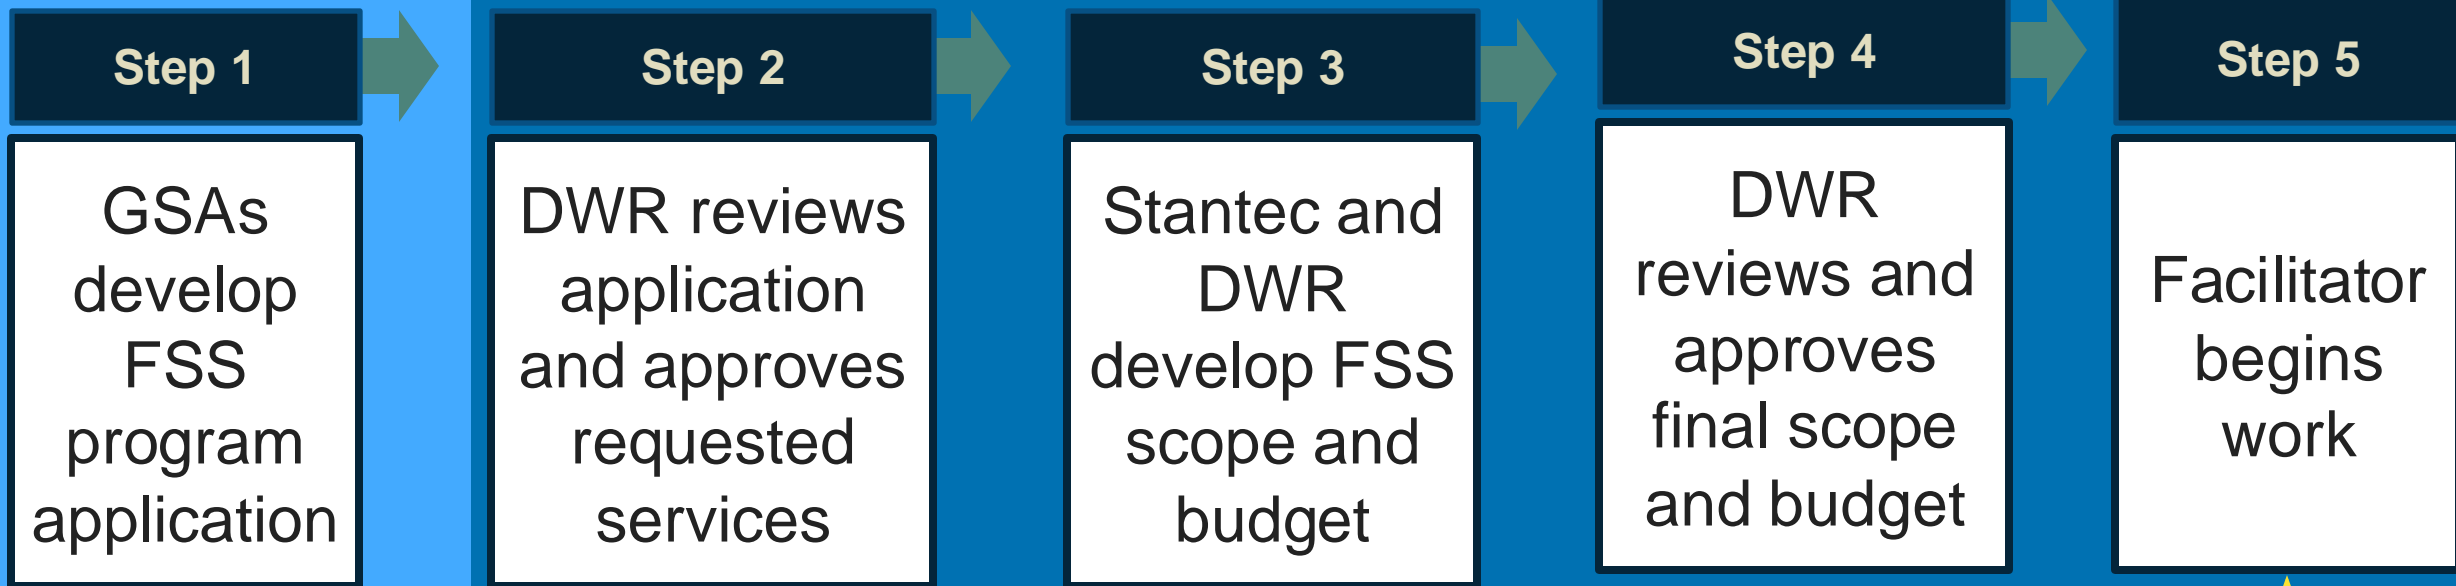 Step 1
GSAs
develop
FSS
program
application
Step 2
DWR reviews
application
and approves
requested
services
Step 3
Stantec and
DWR
develop FSS
scope and
budget
Step 4
DWR
reviews and
approves
final scope
and budget
Step 5
Facilitator
begins
work